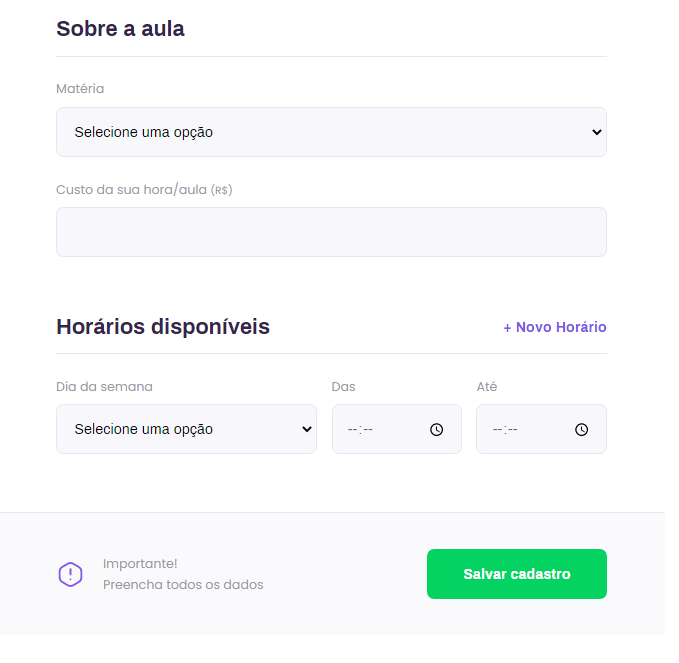 Sobre a aula
Matéria
Selecione uma opção
Custo da sua hora/aula (R$)
Horários disponíveis
+ Novo Horário
Dia da semana
Das
Até
Selecione uma opção
--:--
--:--
Importante!
Preencha todos os dados
Salvar cadastro